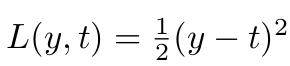 L(y, t) = ½(y − t)²